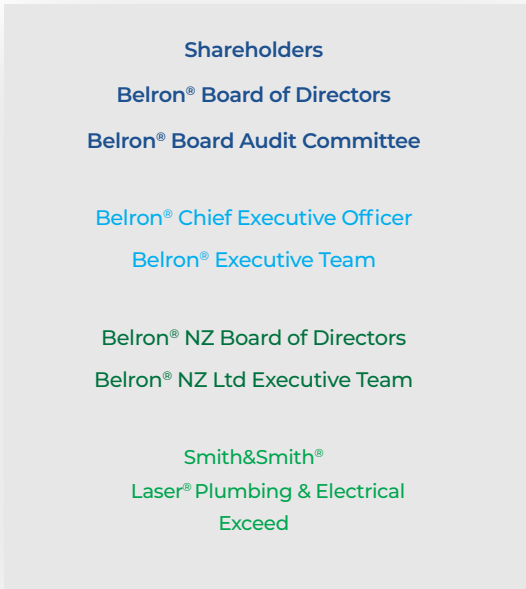 Shareholders
Belron® Board of Directors
Belron® Board Audit Committee
Belron® Chief Executive Officer
Belron® Executive Team
Belron® NZ Board of Directors
Belron® NZ Ltd Executive Team
Smith&Smith®
Laser® Plumbing & Electrical
Exceed